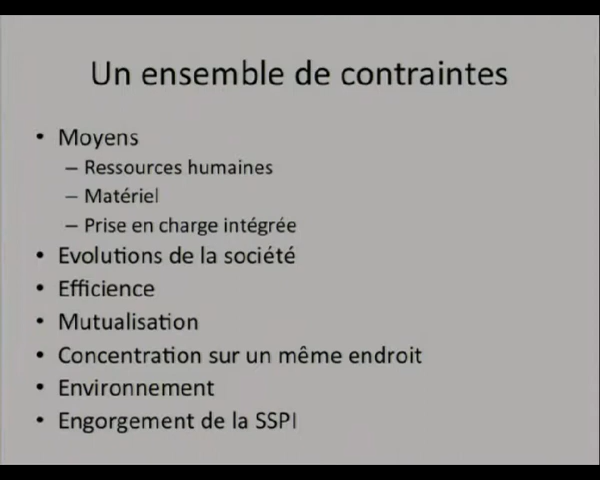 Un ensemble de contraintes
• Moyens
– Ressources humaines
– Matériel
– Prise en charge intégrée
• Evolutions de la société
• Efficience
• Mutualisation
• Concentration sur un même endroit
• Environnement
• Engorgement de la SSPI